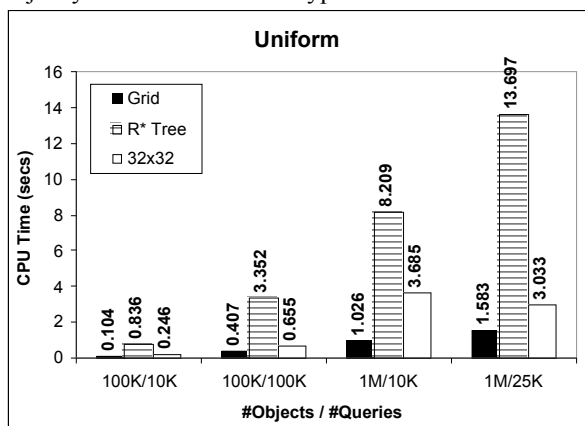 Uniform
16
14
12
10
8
6
4
2
0
CPU Time (secs)
Grid
R* Tree
32x32
0.104
0.836
0.246
0.407
3.352
0.655
1.026
8.209
3.685
1.583
13.697
3.033
100K/10K
100K/100K
1M/10K
1M/25K
#Objects / #Queries